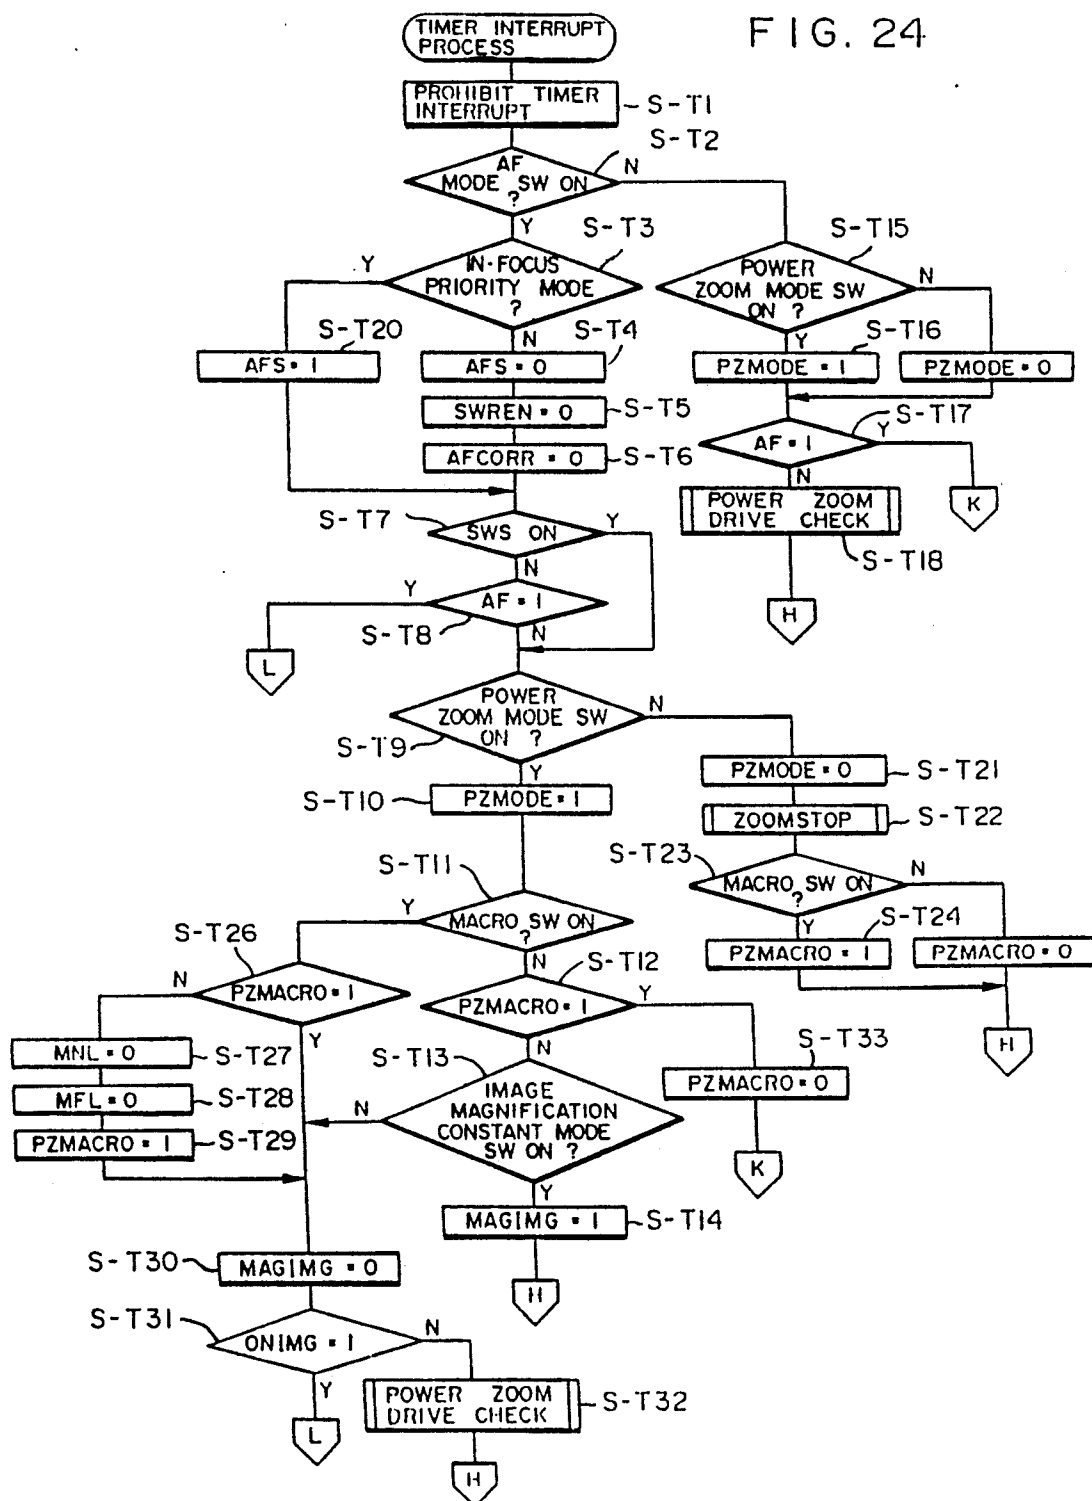 FIG. 24
TIMER INTERRUPT
PROCESS
PROHIBIT TIMER
INTERRUPT
S-T1
S-T2
AF
MODE SW ON
?
N
Y
S-T3
IN-FOCUS
PRIORITY MODE
?
Y
N
S-T15
POWER
ZOOM MODE SW
ON ?
N
Y
S-T20
AFS = 1
S-T4
AFS = 0
S-T16
PZMODE = 1
PZMODE = 0
SWREN = 0
S-T5
S-T17
AF = 1
Y
N
AFCORR = 0
S-T6
K
POWER ZOOM
DRIVE CHECK
S-T18
H
S-T7
SWS ON
Y
N
Y
AF = 1
S-T8
N
L
POWER
ZOOM MODE SW
ON ?
N
S-T9
Y
S-T10
PZMODE = 1
PZMODE = 0
S-T21
ZOOMSTOP
S-T22
S-T23
MACRO SW ON
?
N
Y
S-T24
PZMACRO = 1
PZMACRO = 0
H
S-T11
Y
MACRO SW ON
?
N
S-T26
N
PZMACRO = 1
Y
S-T12
PZMACRO = 1
Y
N
MNL = 0
S-T27
MFL = 0
S-T28
PZMACRO = 1
S-T29
S-T13
IMAGE
MAGNIFICATION
CONSTANT MODE
SW ON ?
N
Y
S-T33
PZMACRO = 0
K
MAGIMG = 1
S-T14
H
S-T30
MAGIMG = 0
S-T31
ONIMG = 1
N
Y
L
POWER ZOOM
DRIVE CHECK
S-T32
H